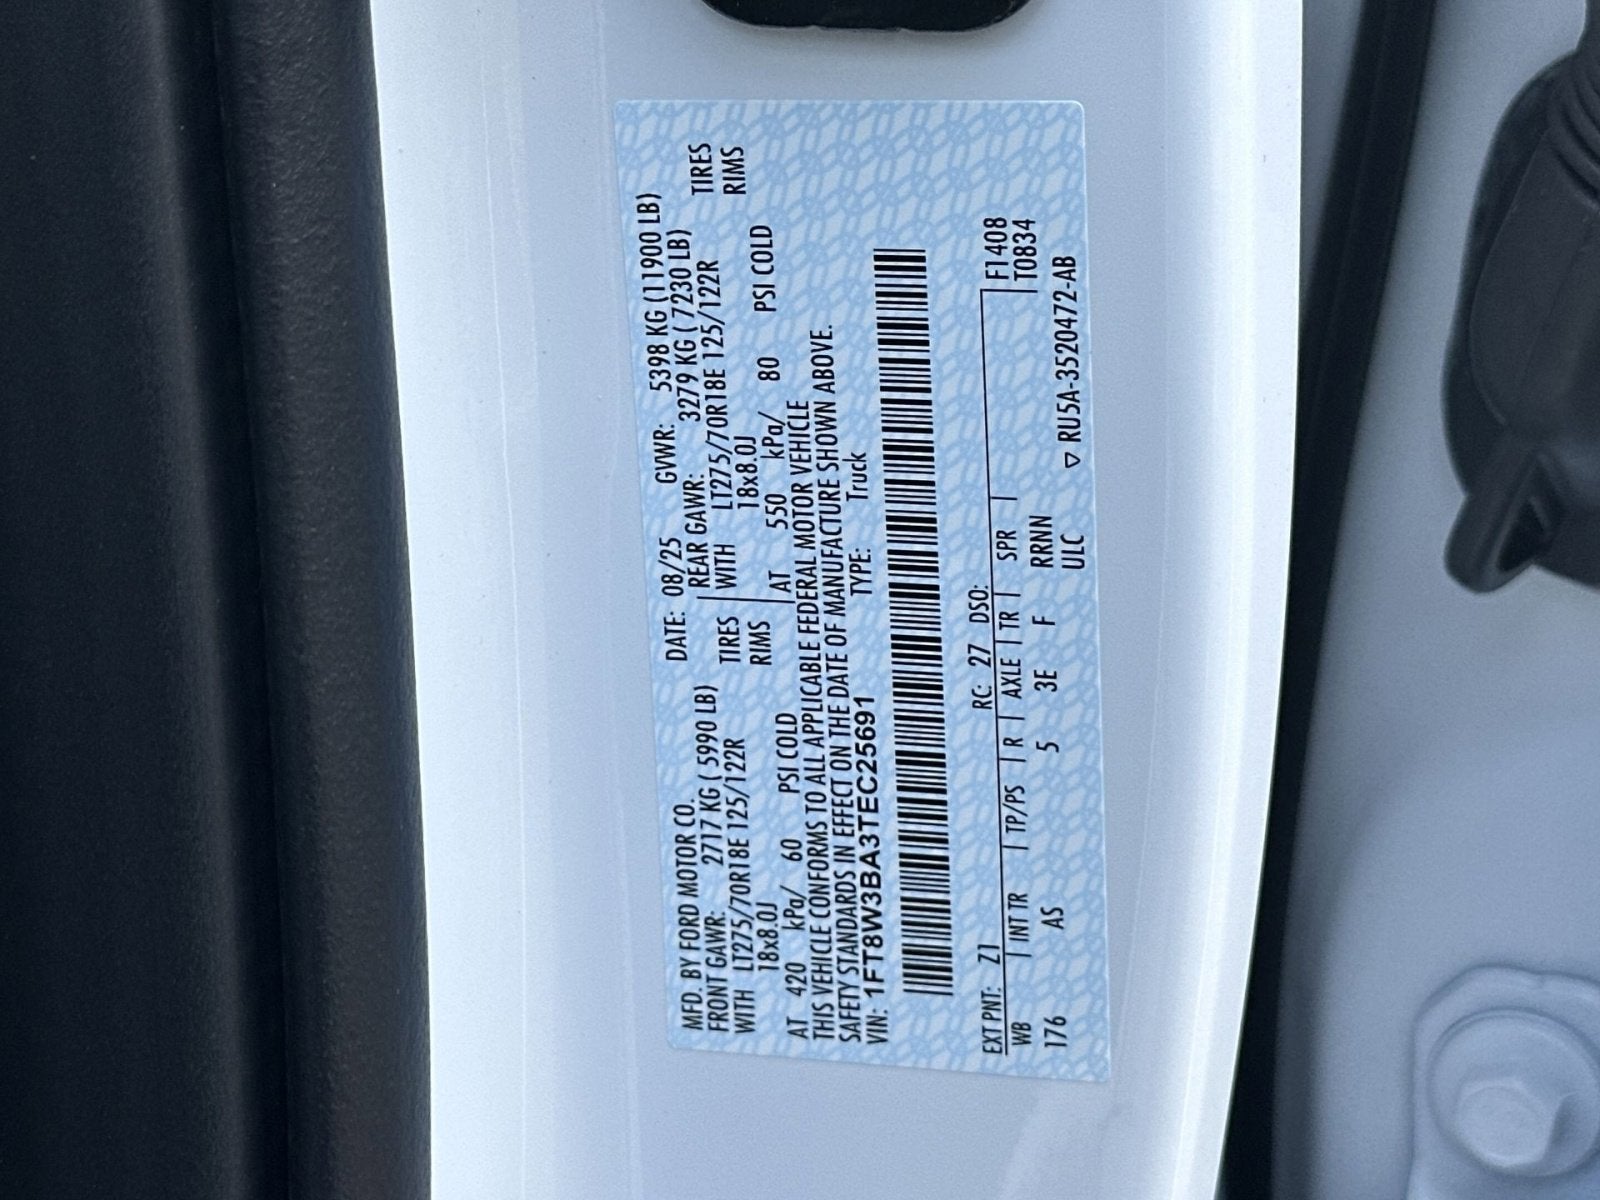 MFD. BY FORD MOTOR CO.
DATE: 08/25 GVWR: 5398 KG (11900 LB)
FRONT GAWR: 2717 KG ( 5990 LB)
REAR GAWR: 3279 KG ( 7230 LB)
WITH LT275/70R18E 125/122R TIRES
WITH LT275/70R18E 125/122R TIRES
18x8.0J RIMS
18x8.0J RIMS
AT 420 kPa/ 60 PSI COLD
AT 550 kPa/ 80 PSI COLD
THIS VEHICLE CONFORMS TO ALL APPLICABLE FEDERAL MOTOR VEHICLE
SAFETY STANDARDS IN EFFECT ON THE DATE OF MANUFACTURE SHOWN ABOVE.
VIN: 1FT8W3BA3TEC25691 TYPE: Truck
EXT PNT: Z1 RC: 27 DSO: F1408
WB | INT TR | TP/PS | R | AXLE | TR | SPR | T0834
176 AS 5 3E F RRNN
ULC ▽ RU5A-3520472-AB